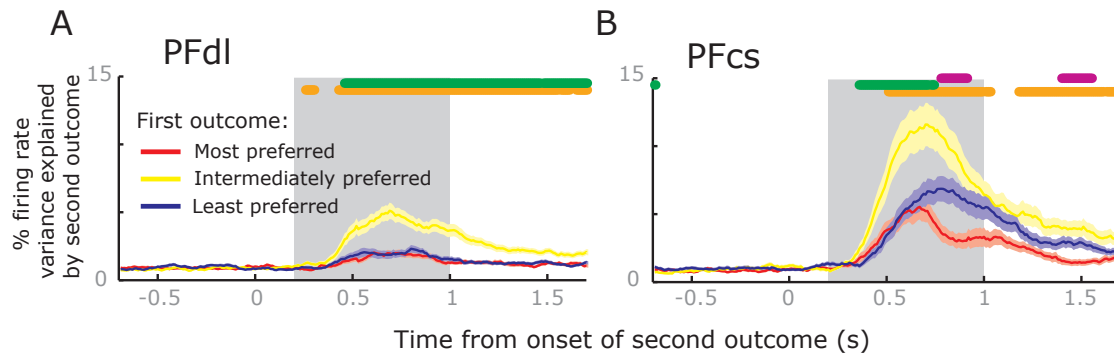 A
PFdl
15
First outcome:
Most preferred
Intermediately preferred
Least preferred
% firing rate
variance explained
by second outcome
0
-0.5
0
0.5
1
1.5
B
PFcs
15
0
-0.5
0
0.5
1
1.5
Time from onset of second outcome (s)